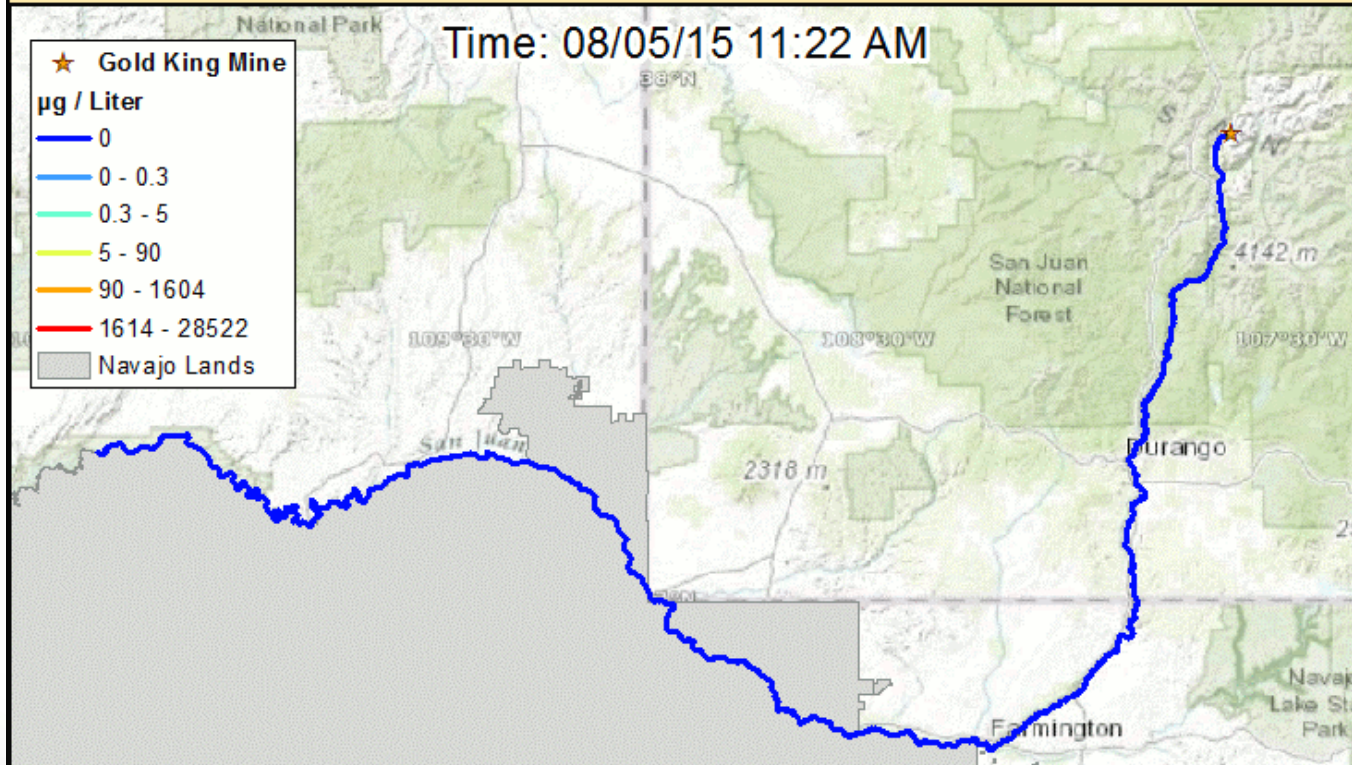 National Park
Time: 08/05/15 11:22 AM
Gold King Mine
µg / Liter
0
0 - 0.3
0.3 - 5
5 - 90
90 - 1604
1614 - 28522
Navajo Lands
38°N
S
N
4142 m
San Juan
National
Forest
109°30'W
108°30'W
107°30'W
San Juan
Durango
2318 m
Farmington
Lake
Park